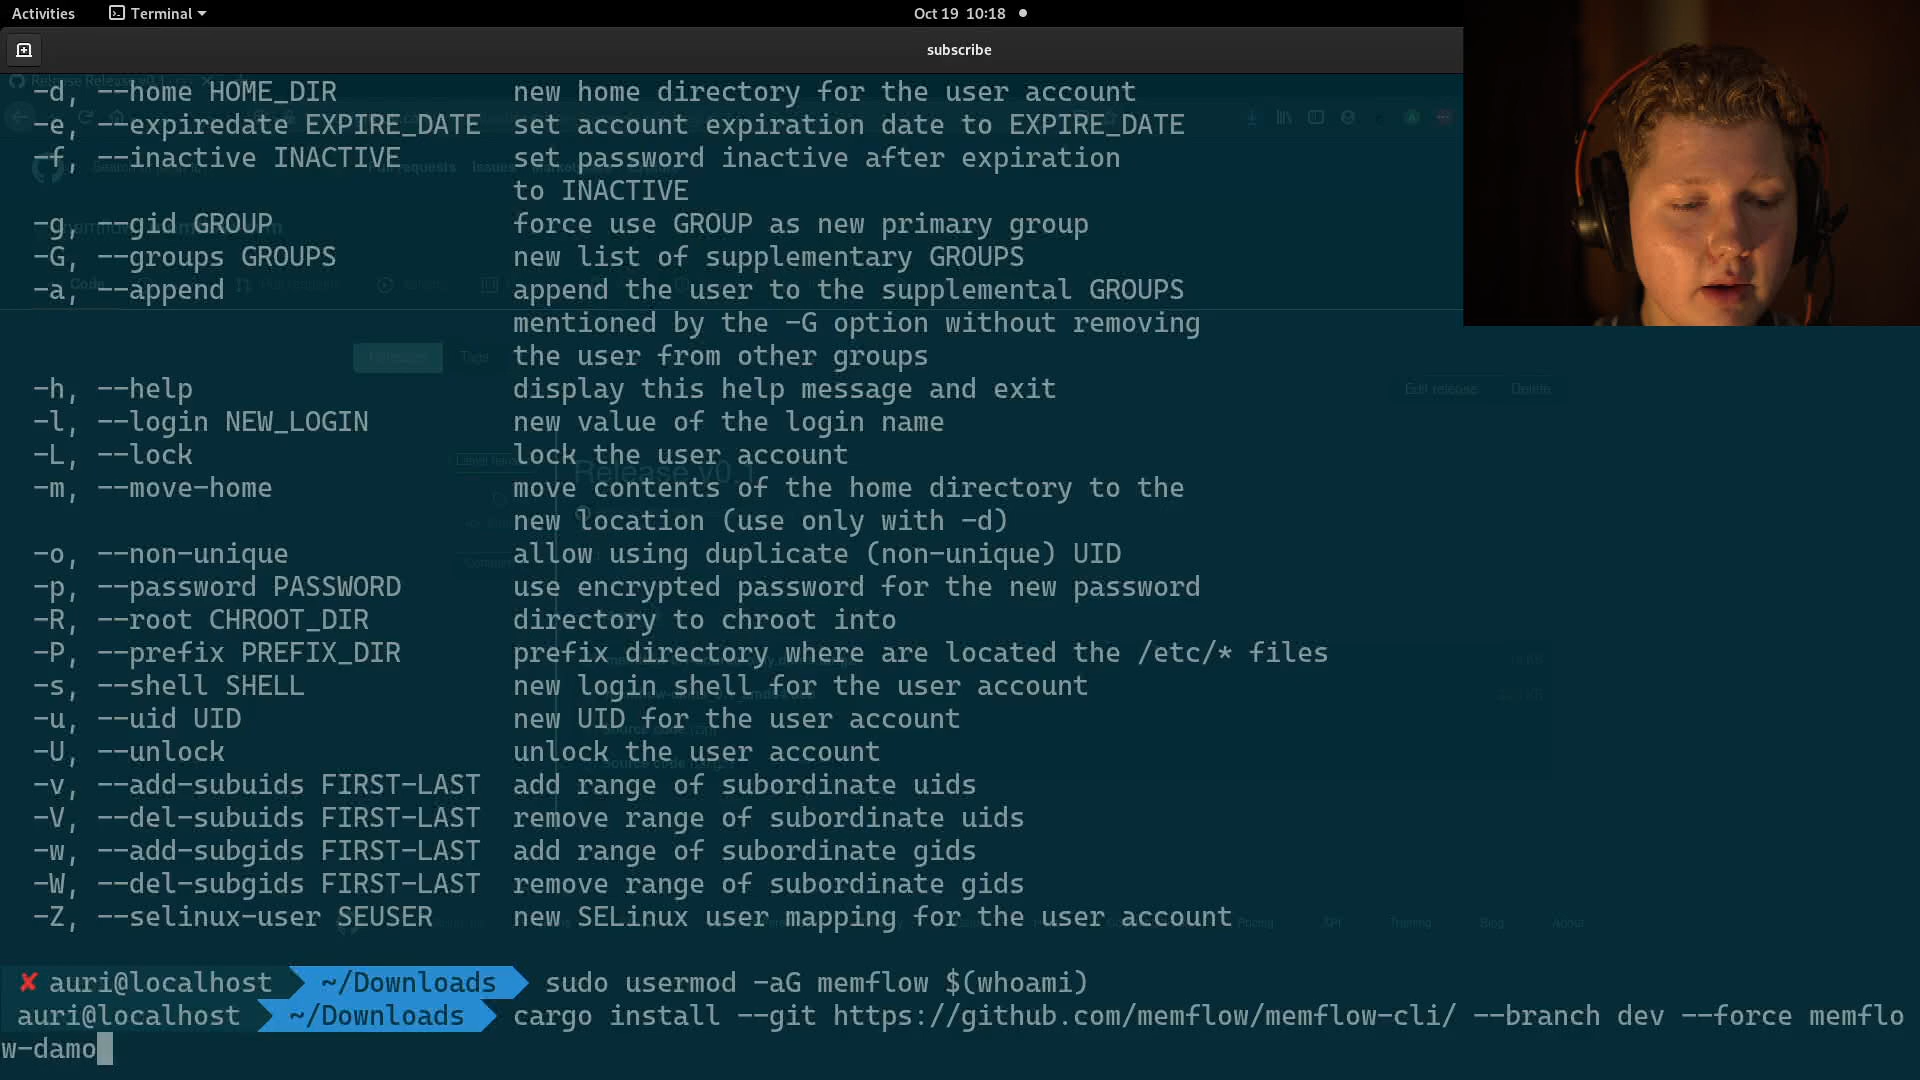 Activities
Terminal
Oct 19 10:18
subscribe
-d, --home HOME_DIR new home directory for the user account
-e, --expiredate EXPIRE_DATE set account expiration date to EXPIRE_DATE
-f, --inactive INACTIVE set password inactive after expiration
to INACTIVE
-g, --gid GROUP force use GROUP as new primary group
-G, --groups GROUPS new list of supplementary GROUPS
-a, --append append the user to the supplemental GROUPS
mentioned by the -G option without removing
the user from other groups
-h, --help display this help message and exit
-l, --login NEW_LOGIN new value of the login name
-L, --lock lock the user account
-m, --move-home move contents of the home directory to the
new location (use only with -d)
-o, --non-unique allow using duplicate (non-unique) UID
-p, --password PASSWORD use encrypted password for the new password
-R, --root CHROOT_DIR directory to chroot into
-P, --prefix PREFIX_DIR prefix directory where are located the /etc/* files
-s, --shell SHELL new login shell for the user account
-u, --uid UID new UID for the user account
-U, --unlock unlock the user account
-v, --add-subuids FIRST-LAST add range of subordinate uids
-V, --del-subuids FIRST-LAST remove range of subordinate uids
-w, --add-subgids FIRST-LAST add range of subordinate gids
-W, --del-subgids FIRST-LAST remove range of subordinate gids
-Z, --selinux-user SEUSER new SELinux user mapping for the user account
✘ auri@localhost ~/Downloads sudo usermod -aG memflow $(whoami)
auri@localhost ~/Downloads cargo install --git https://github.com/memflow/memflow-cli/ --branch dev --force memflo
w-damo
Edit release
Delete
Tags
Release v0.1
Pricing
API
Training
Blog
About